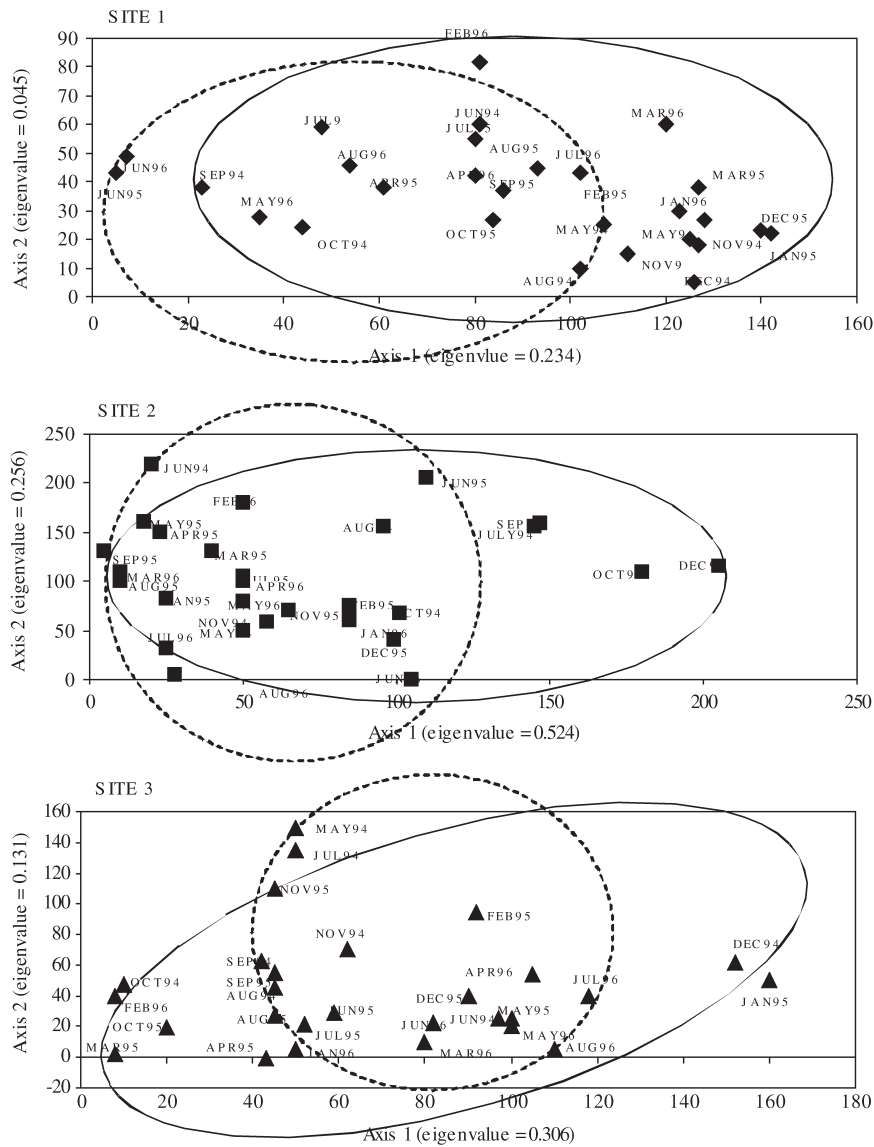 SITE 1
FEB96
90
80
70
60
50
40
30
20
10
0
Axis 2 (eigenvalue = 0.045)
JUN94
MAR96
AUG95
AUG96
JUL96
JUN96
SEP94
APR95
SEP95
MAR95
JUN95
MAY96
FEB95
JAN96
DEC95
OCT94
OCT95
NOV94
JAN95
AUG94
0 20 40 60 80 100 120 140 160
Axis 1 (eigenvlue = 0.234)
SITE 2
250
200
150
100
50
0
Axis 2 (eigenvalue = 0.256)
JUN94
JUN95
MAY95
AUG
SEP
APR95
JULY94
MAR95
SEP95
MAR96
OCT9
DEC
AUG95
APR96
MAY96
FEB95
NOV95
NOV94
MAY
JAN96
JUL96
DEC95
JUN
AUG96
0 50 100 150 200 250
Axis 1 (eigenvalue = 0.524)
SITE 3
160
140
120
100
80
60
40
20
0
-20
Axis 2 (eigenvalue = 0.131)
MAY94
JUL94
NOV95
FEB95
NOV94
DEC94
APR96
OCT94
JUL96
AUG94
DEC95
JAN95
FEB96
JUN95
MAY95
OCT95
JUN94
JUL95
MAY96
MAR95
APR95
JAN96
MAR96
AUG96
0 20 40 60 80 100 120 140 160 180
Axis 1 (eigenvalue = 0.306)